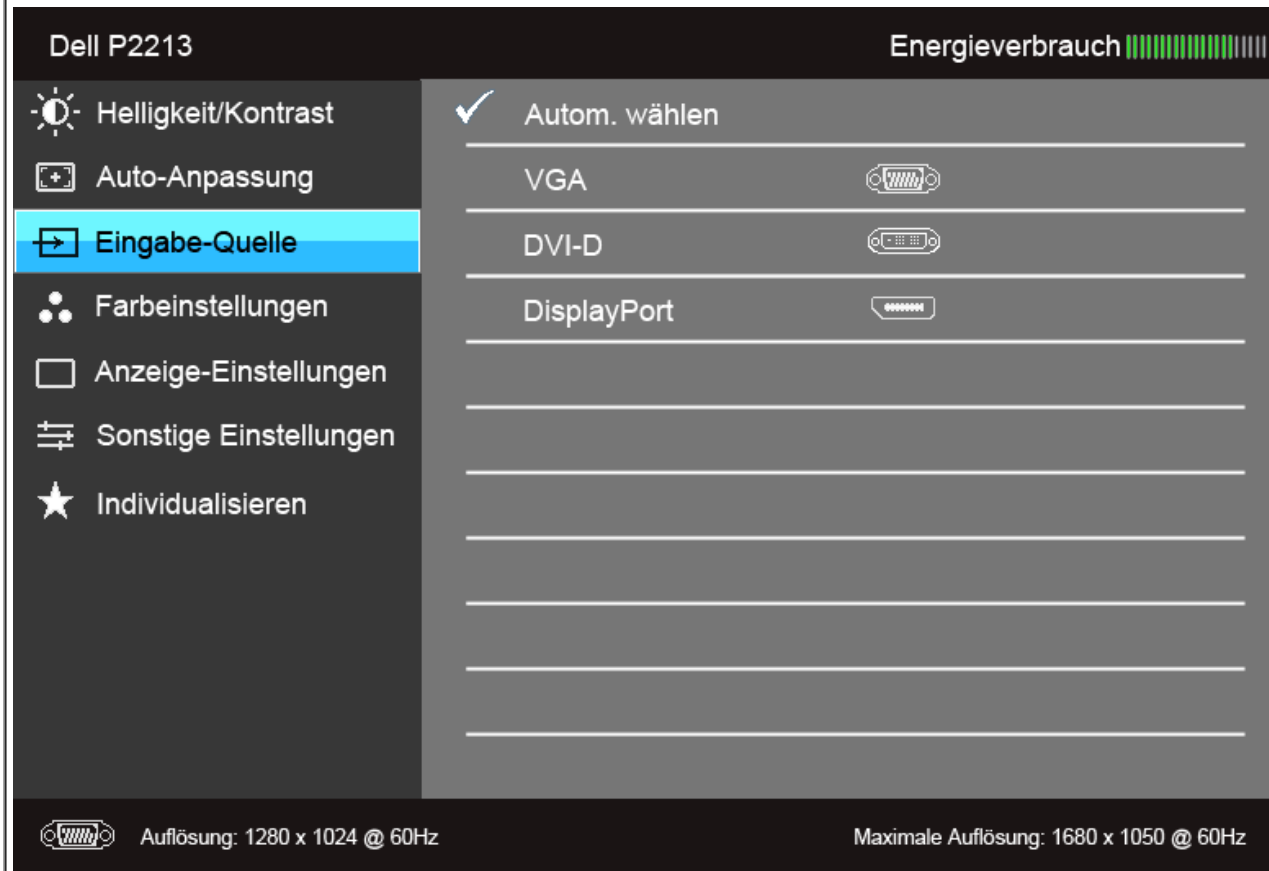 Dell P2213
Energieverbrauch
Helligkeit/Kontrast
Auto-Anpassung
Eingabe-Quelle
Farbeinstellungen
Anzeige-Einstellungen
Sonstige Einstellungen
Individualisieren
Autom. wählen
VGA
DVI-D
DisplayPort
Auflösung: 1280 x 1024 @ 60Hz
Maximale Auflösung: 1680 x 1050 @ 60Hz